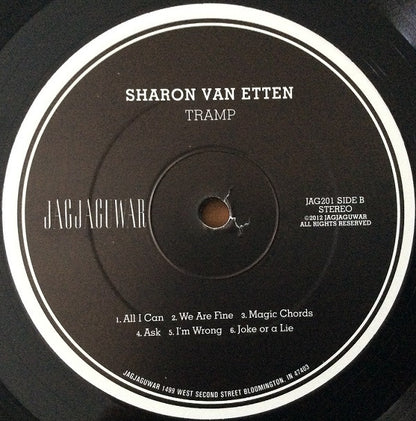 SHARON VAN ETTEN
TRAMP
JAGJAGUWAR
JAG201 SIDE B
STEREO
©2012 JAGJAGUWAR
ALL RIGHTS RESERVED
1. All I Can 2. We Are Fine 3. Magic Chords
4. Ask 5. I'm Wrong 6. Joke or a Lie
JAGJAGUWAR 1499 WEST SECOND STREET BLOOMINGTON, IN 47403